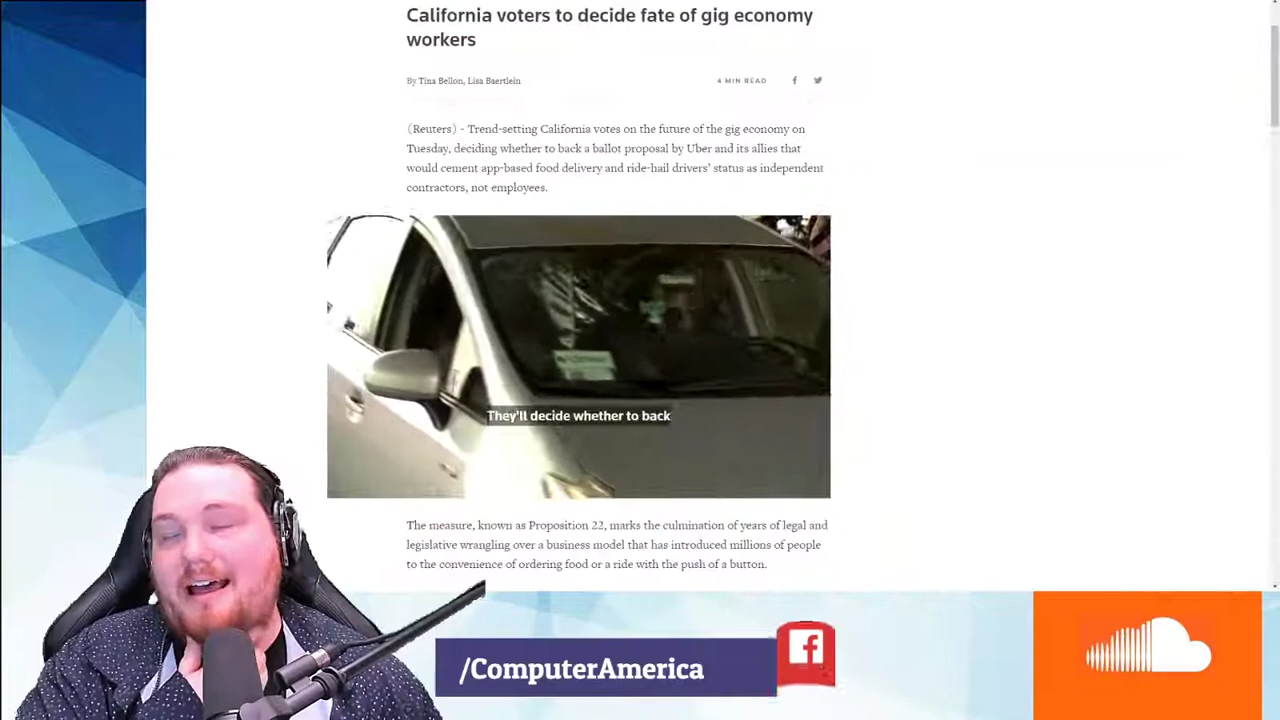 California voters to decide fate of gig economy
workers
By Tina Bellon, Lisa Baertlein
4 MIN READ
(Reuters) - Trend-setting California votes on the future of the gig economy on
Tuesday, deciding whether to back a ballot proposal by Uber and its allies that
would cement app-based food delivery and ride-hail drivers' status as independent
contractors, not employees.
They'll decide whether to back
The measure, known as Proposition 22, marks the culmination of years of legal and
legislative wrangling over a business model that has introduced millions of people
to the convenience of ordering food or a ride with the push of a button.
/ComputerAmerica